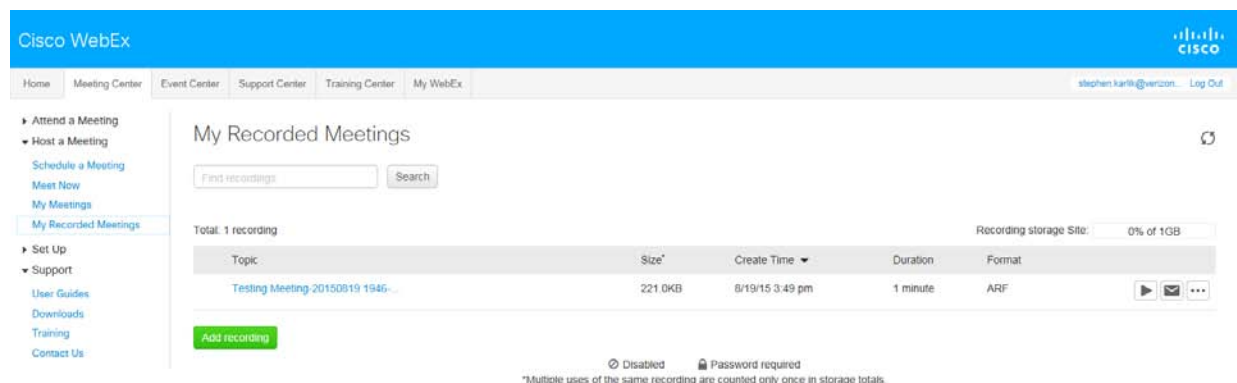 Cisco WebEx
CISCO
Home Meeting Center Event Center Support Center Training Center My WebEx stephen.karlik@verizon... Log Out
Attend a Meeting
Host a Meeting
Schedule a Meeting
Meet Now
My Meetings
My Recorded Meetings
Set Up
Support
User Guides
Downloads
Training
Contact Us
My Recorded Meetings
Find recordings Search
Total: 1 recording Recording storage Site: 0% of 1GB
Topic Size* Create Time Duration Format
Testing Meeting-20150819 1946-... 221.0KB 8/19/15 3:49 pm 1 minute ARF
Add recording
Disabled Password required
*Multiple uses of the same recording are counted only once in storage totals.